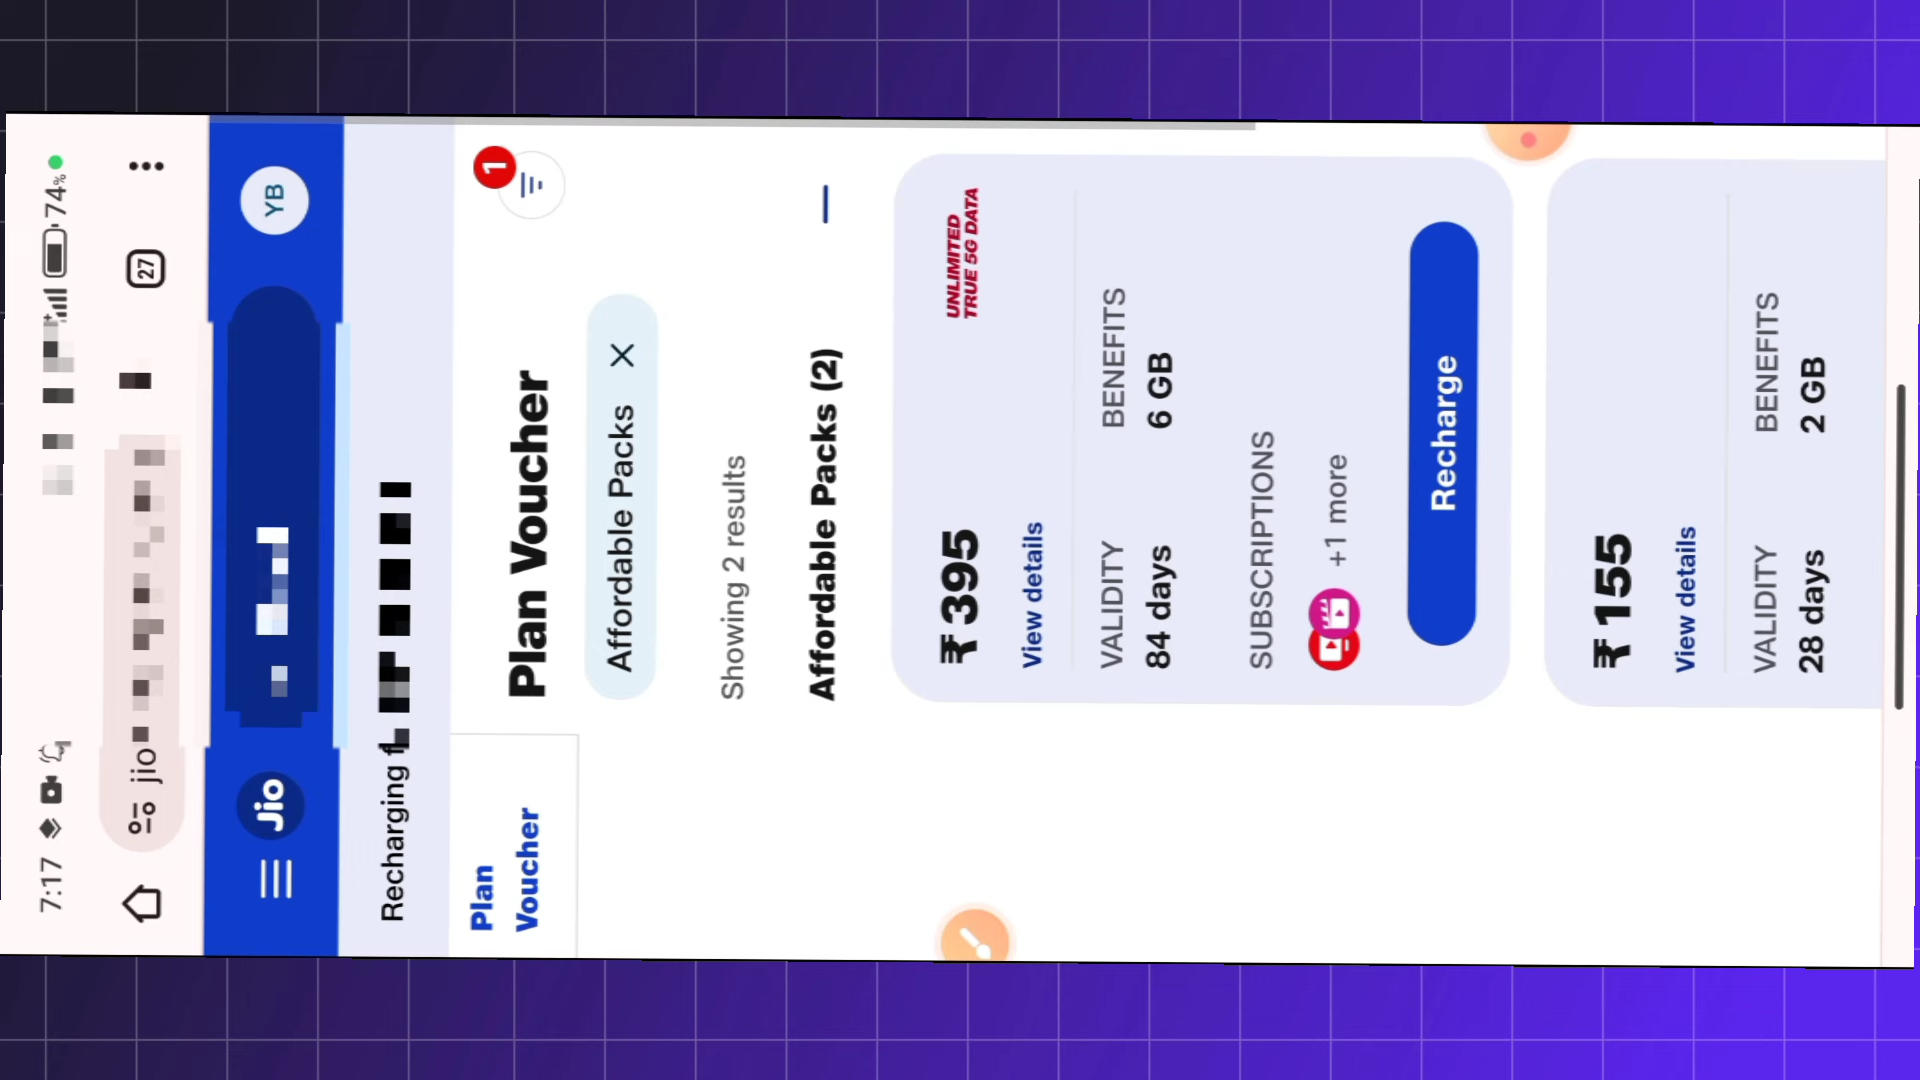 7:17
74%
jio
27
Jio
YB
Recharging f
Plan
Voucher
Plan Voucher
1
Affordable Packs
Showing 2 results
Affordable Packs (2)
₹395
UNLIMITED
TRUE 5G DATA
View details
VALIDITY BENEFITS
84 days 6 GB
SUBSCRIPTIONS
+1 more
Recharge
₹155
View details
VALIDITY BENEFITS
28 days 2 GB